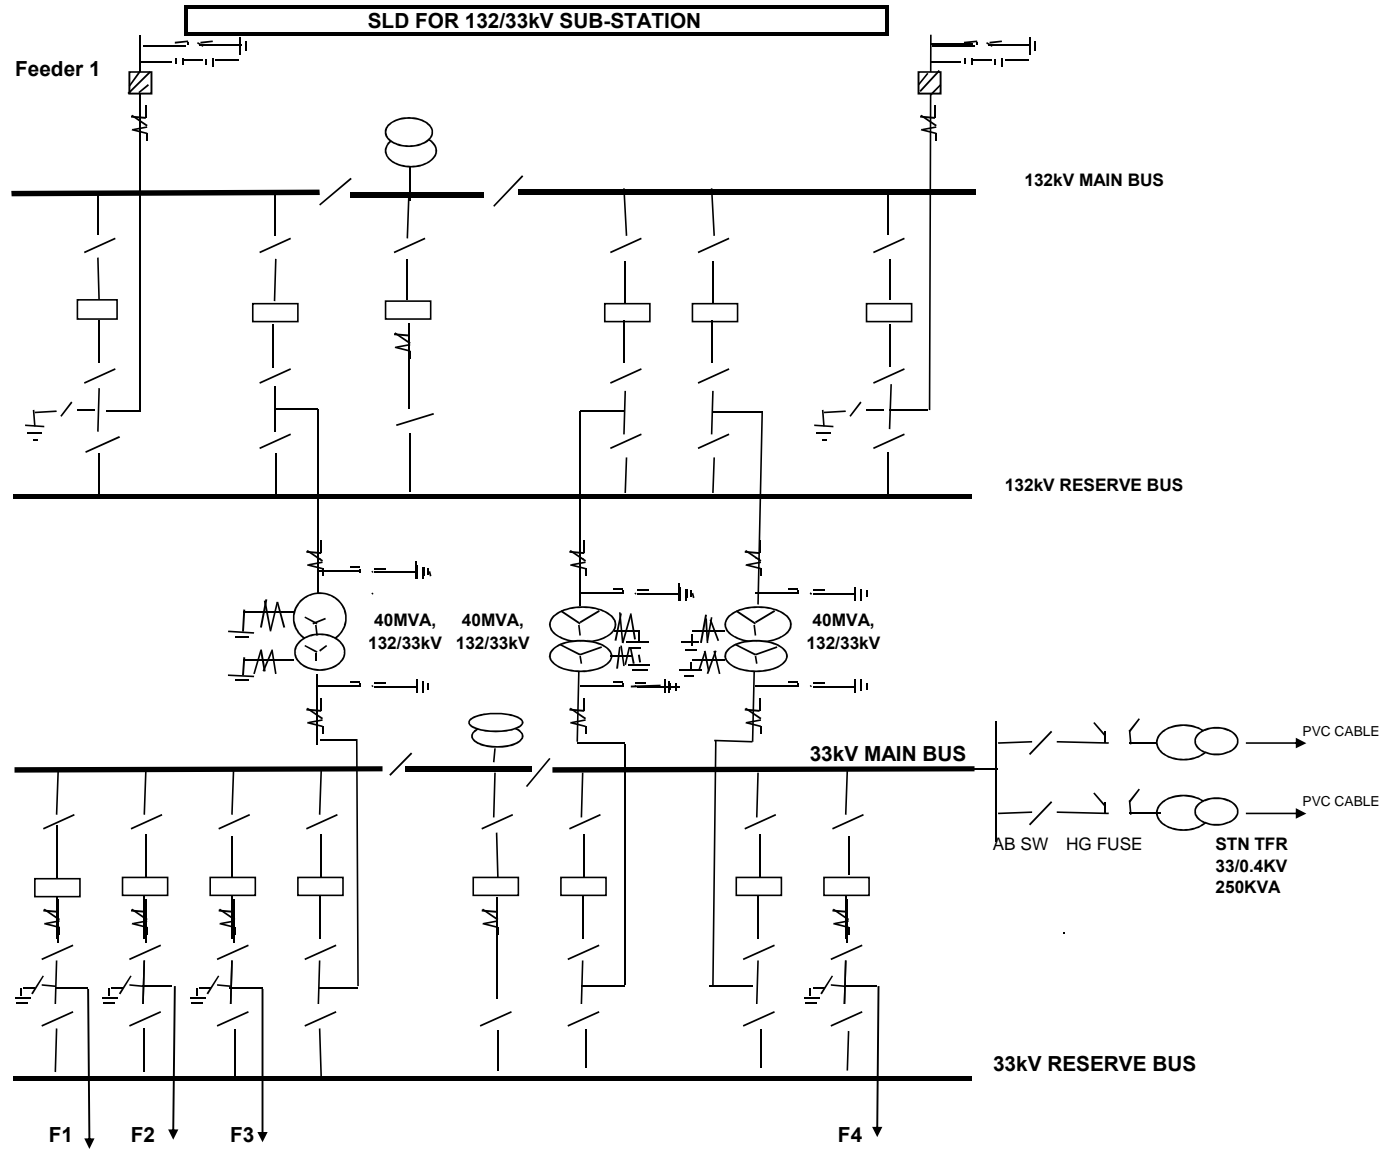 SLD FOR 132/33kV SUB-STATION
Feeder 1
132kV MAIN BUS
132kV RESERVE BUS
40MVA,
132/33kV
40MVA,
132/33kV
40MVA,
132/33kV
33kV MAIN BUS
PVC CABLE
PVC CABLE
AB SW
HG FUSE
STN TFR
33/0.4KV
250KVA
33kV RESERVE BUS
F1
F2
F3
F4